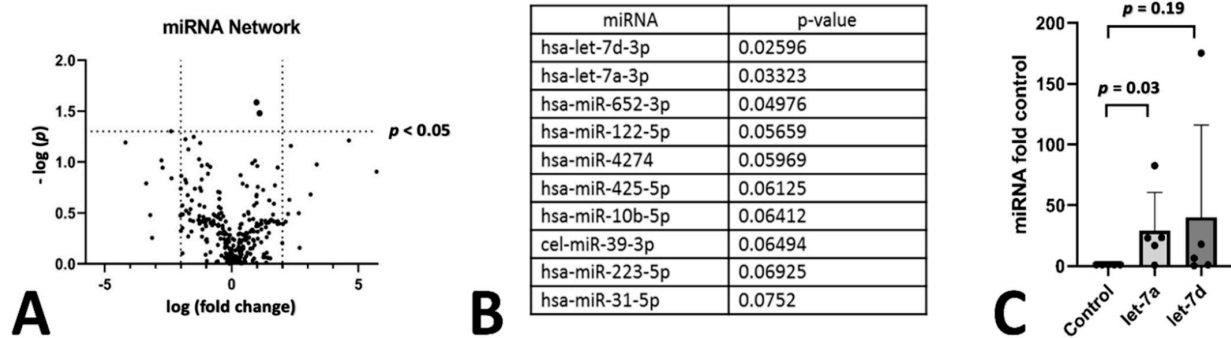 miRNA Network
2.0
1.5
1.0
0.5
0.0
- log (p)
p < 0.05
-5
0
5
log (fold change)
A
miRNA p-value
hsa-let-7d-3p 0.02596
hsa-let-7a-3p 0.03323
hsa-miR-652-3p 0.04976
hsa-miR-122-5p 0.05659
hsa-miR-4274 0.05969
hsa-miR-425-5p 0.06125
hsa-miR-10b-5p 0.06412
cel-miR-39-3p 0.06494
hsa-miR-223-5p 0.06925
hsa-miR-31-5p 0.0752
B
p = 0.19
p = 0.03
200
150
100
50
0
miRNA fold control
Control
let-7a
let-7d
C